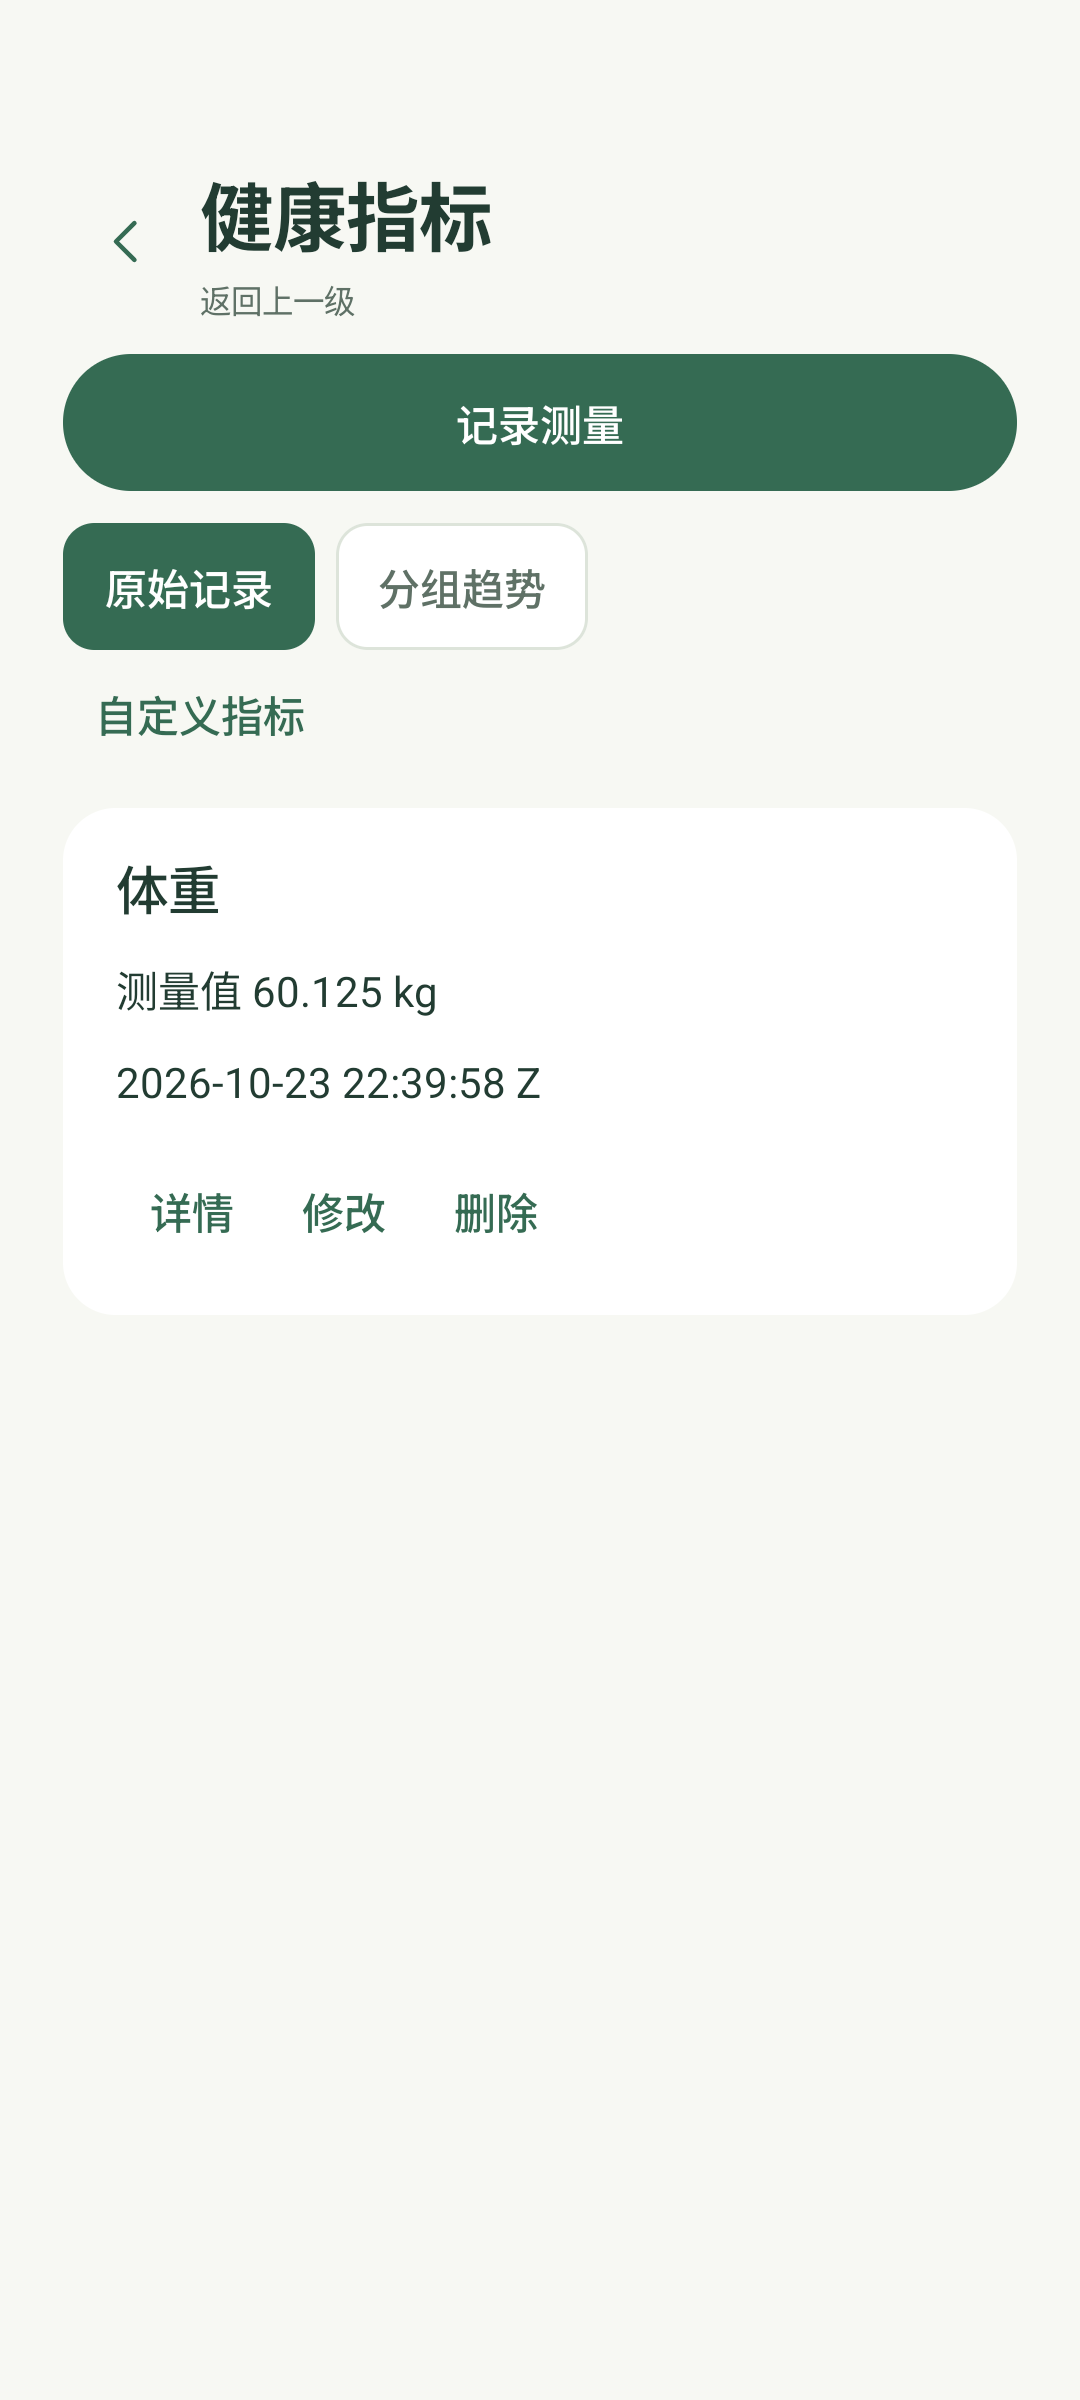 健康指标
返回上一级
记录测量
原始记录 分组趋势
自定义指标
体重
测量值 60.125 kg
2026-10-23 22:39:58 Z
详情 修改 删除